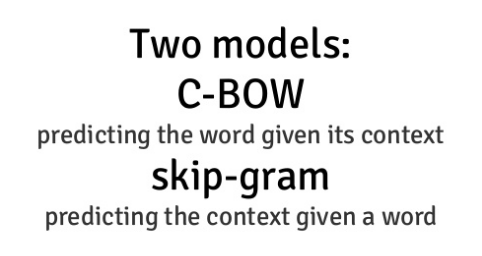 Two models:
C-BOW
predicting the word given its context
skip-gram
predicting the context given a word